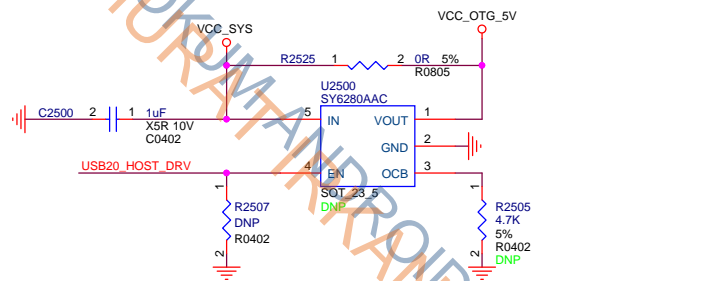 VCC_OTG_5V
VCC_SYS
R2525 1 2 0R 5%
R0805
U2500
SY6280AAC
C2500 2 1 1uF
X5R 10V
C0402
5 IN VOUT 1
GND 2
USB20_HOST_DRV 4 EN OCB 3
SOT_23_5
DNP
1
R2507
DNP
R0402
2
1
R2505
4.7K
5%
R0402
DNP
2